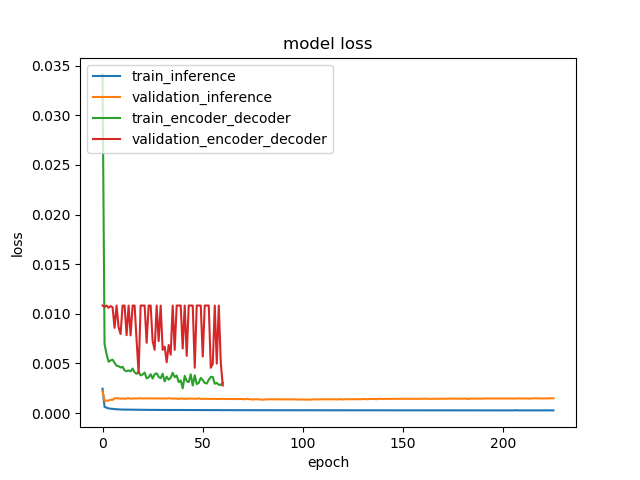 model loss
0.035
0.030
0.025
0.020
0.015
0.010
0.005
0.000
loss
train_inference
validation_inference
train_encoder_decoder
validation_encoder_decoder
0
50
100
150
200
epoch